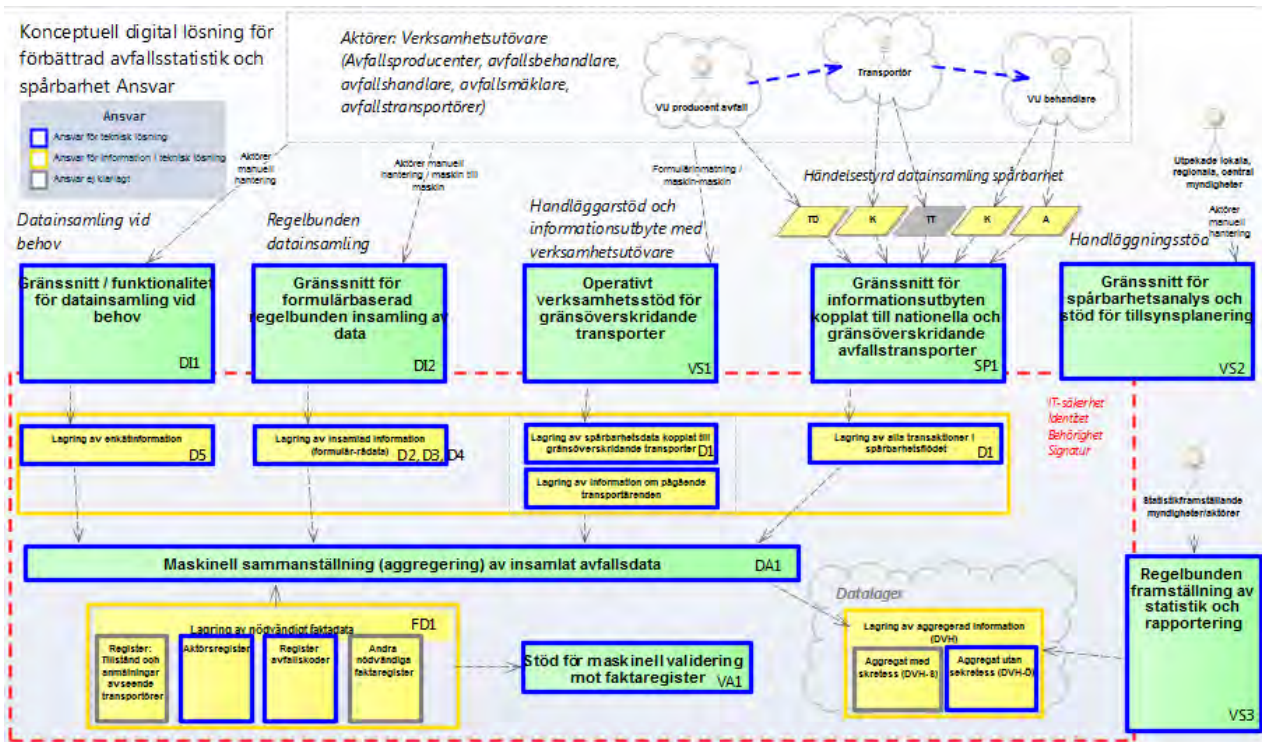 Konceptuell digital lösning för
förbättrad avfallsstatistik och
spårbarhet Ansvar
Ansvar
Ansvar för teknisk lösning
Ansvar för information i teknisk lösning
Ansvar ej klarlagt
Aktörer: Verksamhetsutövare
(Avfallsproducenter, avfallsbehandlare,
avfallshandlare, avfallsmäklare,
avfallstransportörer)
VU producent avfall
Transportör
VU behandlare
Utpekade lokala,
regionala, central
myndigheter
Aktörer
manuell
hantering
Aktörer manuell
hantering / maskin till
maskin
Formulärinmatning /
maskin-maskin
Händelsestyrd datainsamling spårbarhet
Aktörer
manuell
hantering
TD
K
TT
K
A
Datainsamling vid
behov
Regelbunden
datainsamling
Handläggarstöd och
informationsutbyte med
verksamhetsutövare
Handläggningsstöd
Gränssnitt / funktionalitet
för datainsamling vid
behov
DI1
Gränssnitt för
formulärbaserad
regelbunden insamling av
data
DI2
Operativt
verksamhetsstöd för
gränsöverskridande
transporter
VS1
Gränssnitt för
informationsutbyten
kopplat till nationella och
gränsöverskridande
avfallstransporter
SP1
Gränssnitt för
spårbarhetsanalys och
stöd för tillsynsplanering
VS2
IT-säkerhet
Identitet
Behörighet
Signatur
Lagring av enkätinformation
D5
Lagring av insamlad information
(formulär-rådata)
D2, D3, D4
Lagring av spårbarhetsdata kopplat till
gränsöverskridande transporter
D1
Lagring av information om pågående
transportärenden
Lagring av alla transaktioner i
spårbarhetsflödet
D1
Statistikframställande
myndigheter/aktörer
Maskinell sammanställning (aggregering) av insamlat avfallsdata
DA1
Regelbunden
framställning av
statistik och
rapportering
VS3
Datalager
Lagring av aggregerad information
(DVH)
Aggregat med
skretess (DVH-S)
Aggregat utan
sekretess (DVH-Ö)
Lagring av nödvändigt faktadata
FD1
Register:
Tillstånd och
anmälningar
avseende
transportörer
Aktörsregister
Register
avfallskoder
Andra
nödvändiga
faktaregister
Stöd för maskinell validering
mot faktaregister
VA1